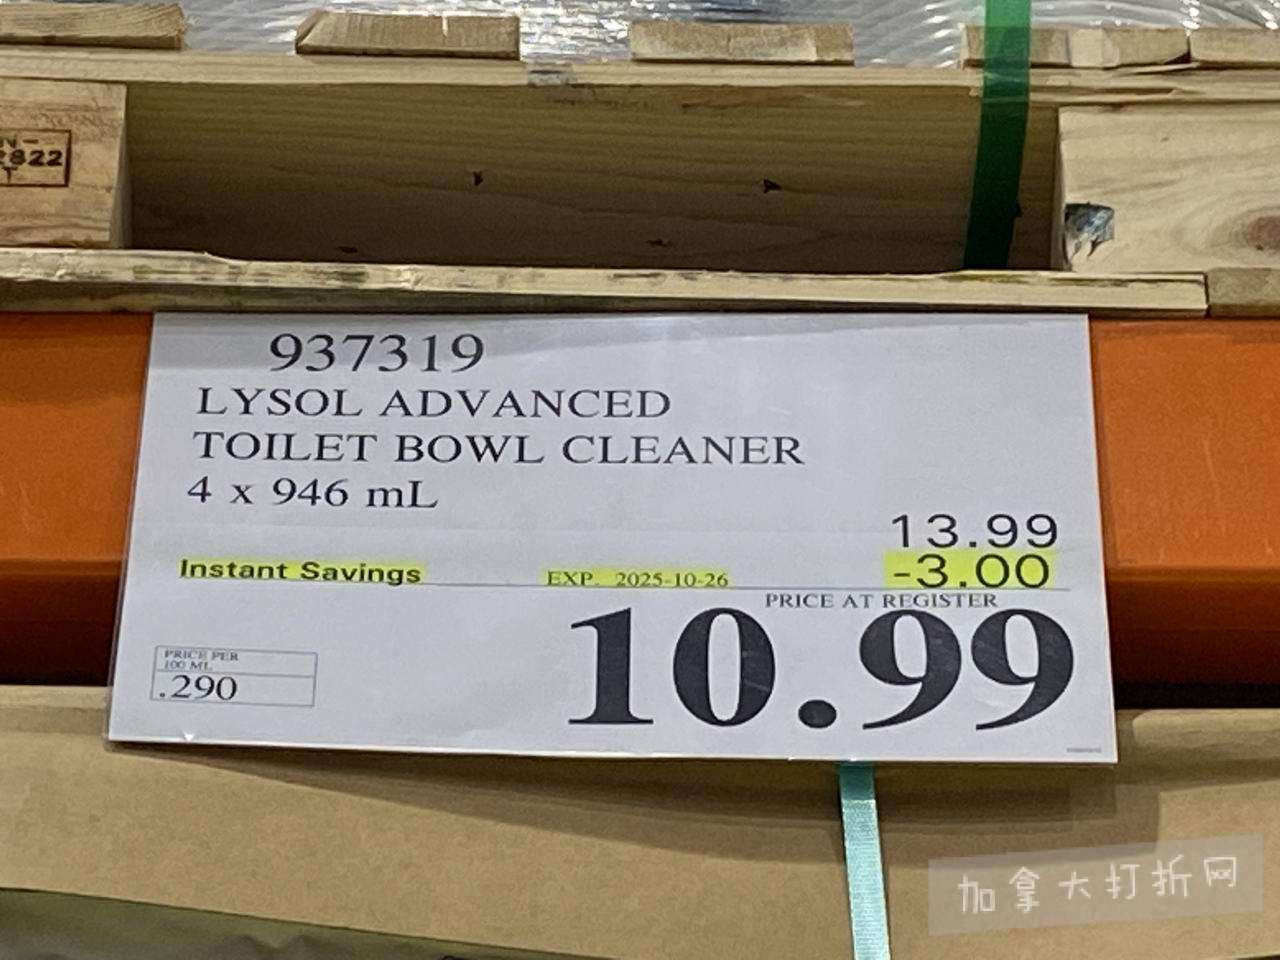 2822
T
937319
LYSOL ADVANCED
TOILET BOWL CLEANER
4 x 946 mL
13.99
Instant Savings EXP. 2025-10-26 -3.00
PRICE AT REGISTER
10.99
PRICE PER
100 ML
.290
加拿大打折网